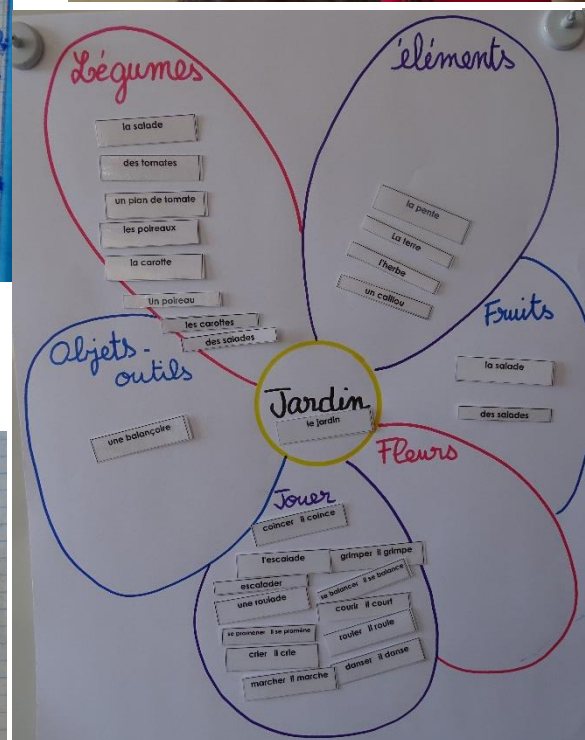 Légumes
la salade
des tomates
un plan de tomate
les poireaux
la carotte
un poireau
les carottes
des salades
éléments
la pente
La terre
l'herbe
un caillou
Fruits
la salade
des salades
Objets-
outils
une balançoire
Jardin
le jardin
Fleurs
Jouer
coincer il coince
l'escalade
grimper il grimpe
escalader
se balancer il se balance
une roulade
courir il court
se promener il se promène
rouler il roule
crier il crie
danser il danse
marcher il marche